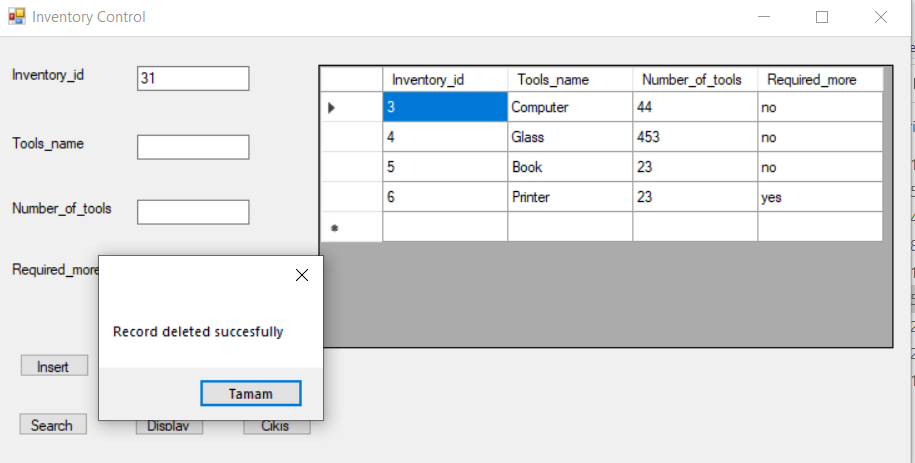 Inventory Control
Inventory_id 31
Tools_name
Number_of_tools
Required_more
Inventory_id Tools_name Number_of_tools Required_more
3 Computer 44 no
4 Glass 453 no
5 Book 23 no
6 Printer 23 yes
Record deleted succesfully
Tamam
Insert
Search Display Cikis